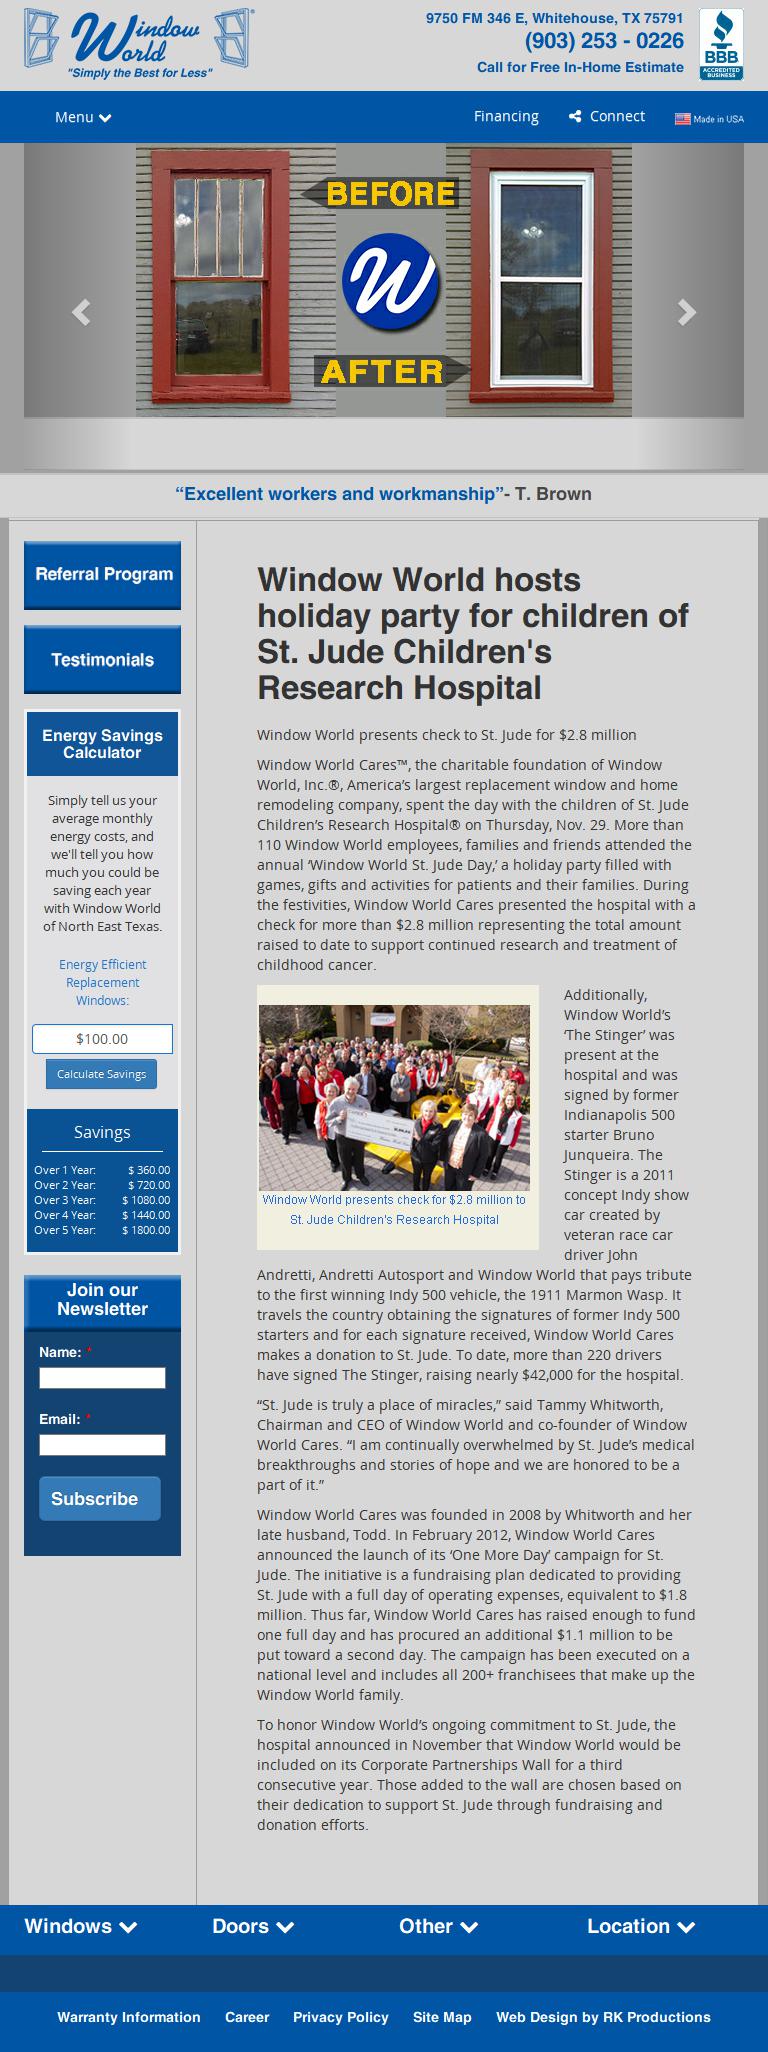 Window World
"Simply the Best for Less"
9750 FM 346 E, Whitehouse, TX 75791
(903) 253 - 0226
Call for Free In-Home Estimate
BBB
ACCREDITED BUSINESS
Menu
Financing
Connect
Made in USA
BEFORE
W
AFTER
“Excellent workers and workmanship”- T. Brown
Referral Program
Testimonials
Energy Savings
Calculator
Simply tell us your
average monthly
energy costs, and
we'll tell you how
much you could be
saving each year
with Window World
of North East Texas.
Energy Efficient
Replacement
Windows:
$100.00
Calculate Savings
Savings
Over 1 Year: $ 360.00
Over 2 Year: $ 720.00
Over 3 Year: $ 1080.00
Over 4 Year: $ 1440.00
Over 5 Year: $ 1800.00
Join our
Newsletter
Name: *
Email: *
Subscribe
Window World hosts
holiday party for children of
St. Jude Children's
Research Hospital
Window World presents check to St. Jude for $2.8 million
Window World Cares™, the charitable foundation of Window
World, Inc.®, America’s largest replacement window and home
remodeling company, spent the day with the children of St. Jude
Children’s Research Hospital® on Thursday, Nov. 29. More than
110 Window World employees, families and friends attended the
annual ‘Window World St. Jude Day,’ a holiday party filled with
games, gifts and activities for patients and their families. During
the festivities, Window World Cares presented the hospital with a
check for more than $2.8 million representing the total amount
raised to date to support continued research and treatment of
childhood cancer.
Window World presents check for $2.8 million to
St. Jude Children's Research Hospital
Additionally,
Window World’s
‘The Stinger’ was
present at the
hospital and was
signed by former
Indianapolis 500
starter Bruno
Junqueira. The
Stinger is a 2011
concept Indy show
car created by
veteran race car
driver John
Andretti, Andretti Autosport and Window World that pays tribute
to the first winning Indy 500 vehicle, the 1911 Marmon Wasp. It
travels the country obtaining the signatures of former Indy 500
starters and for each signature received, Window World Cares
makes a donation to St. Jude. To date, more than 220 drivers
have signed The Stinger, raising nearly $42,000 for the hospital.
“St. Jude is truly a place of miracles,” said Tammy Whitworth,
Chairman and CEO of Window World and co-founder of Window
World Cares. “I am continually overwhelmed by St. Jude’s medical
breakthroughs and stories of hope and we are honored to be a
part of it.”
Window World Cares was founded in 2008 by Whitworth and her
late husband, Todd. In February 2012, Window World Cares
announced the launch of its ‘One More Day’ campaign for St.
Jude. The initiative is a fundraising plan dedicated to providing
St. Jude with a full day of operating expenses, equivalent to $1.8
million. Thus far, Window World Cares has raised enough to fund
one full day and has procured an additional $1.1 million to be
put toward a second day. The campaign has been executed on a
national level and includes all 200+ franchisees that make up the
Window World family.
To honor Window World’s ongoing commitment to St. Jude, the
hospital announced in November that Window World would be
included on its Corporate Partnerships Wall for a third
consecutive year. Those added to the wall are chosen based on
their dedication to support St. Jude through fundraising and
donation efforts.
Windows
Doors
Other
Location
Warranty Information
Career
Privacy Policy
Site Map
Web Design by RK Productions